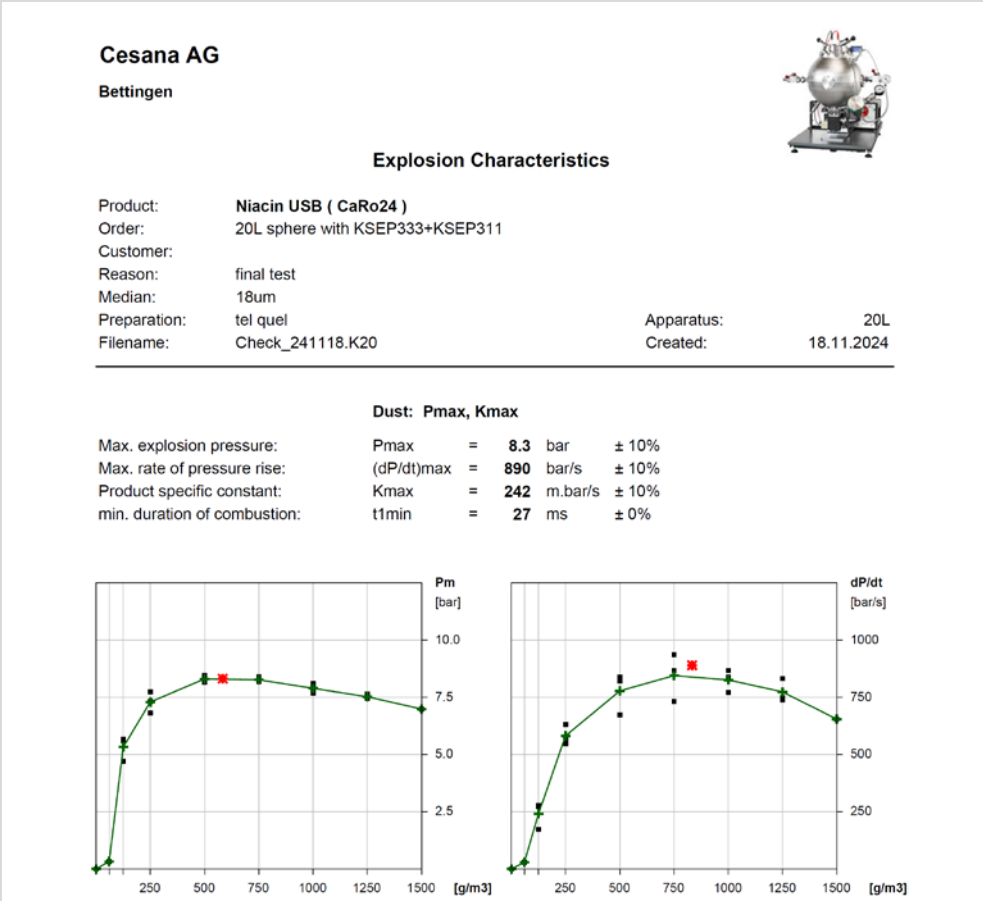 Cesana AG
Bettingen
Explosion Characteristics
Product: Niacin USB ( CaRo24 )
Order: 20L sphere with KSEP333+KSEP311
Customer:
Reason: final test
Median: 18um
Preparation: tel quel Apparatus: 20L
Filename: Check_241118.K20 Created: 18.11.2024
Dust: Pmax, Kmax
Max. explosion pressure: Pmax = 8.3 bar ± 10%
Max. rate of pressure rise: (dP/dt)max = 890 bar/s ± 10%
Product specific constant: Kmax = 242 m.bar/s ± 10%
min. duration of combustion: t1min = 27 ms ± 0%
Pm
[bar]
10.0
7.5
5.0
2.5
250 500 750 1000 1250 1500 [g/m3]
dP/dt
[bar/s]
1000
750
500
250
250 500 750 1000 1250 1500 [g/m3]